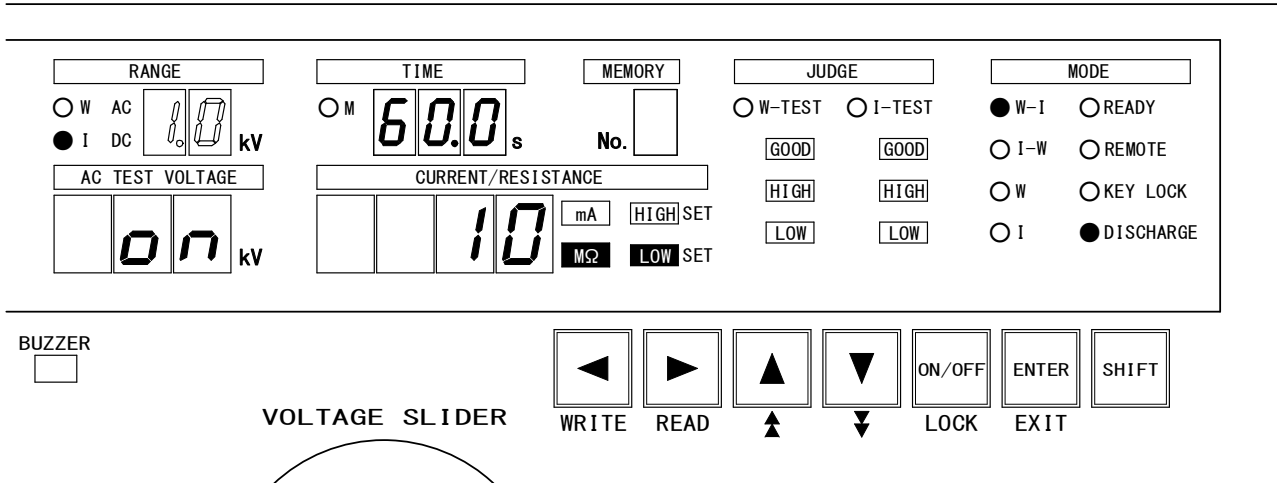 RANGE TIME MEMORY JUDGE MODE
W AC 1.0 kV M 60.0 s No. W-TEST I-TEST W-I READY
I DC GOOD GOOD I-W REMOTE
AC TEST VOLTAGE CURRENT/RESISTANCE HIGH HIGH W KEY LOCK
on kV 10 mA HIGH SET LOW LOW I DISCHARGE
MΩ LOW SET
BUZZER
ON/OFF ENTER SHIFT
VOLTAGE SLIDER WRITE READ LOCK EXIT